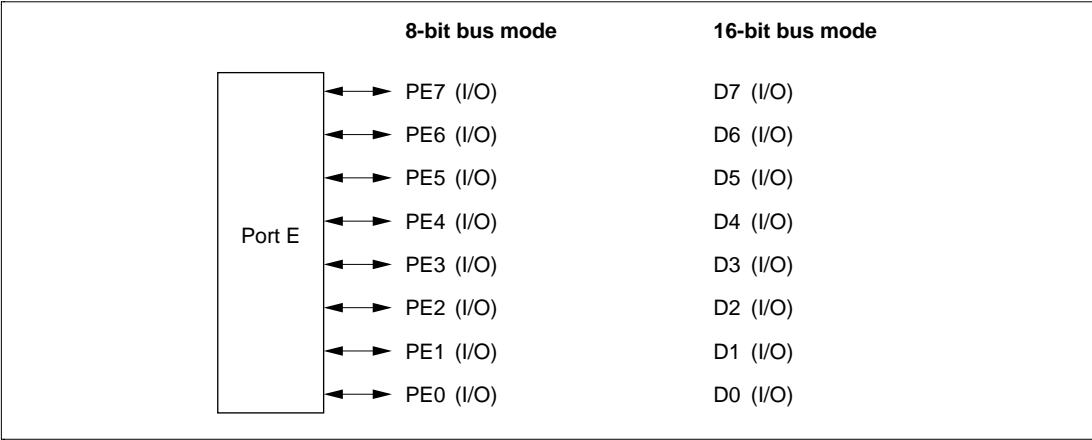 8-bit bus mode 16-bit bus mode
PE7 (I/O) D7 (I/O)
PE6 (I/O) D6 (I/O)
PE5 (I/O) D5 (I/O)
PE4 (I/O) D4 (I/O)
Port E
PE3 (I/O) D3 (I/O)
PE2 (I/O) D2 (I/O)
PE1 (I/O) D1 (I/O)
PE0 (I/O) D0 (I/O)